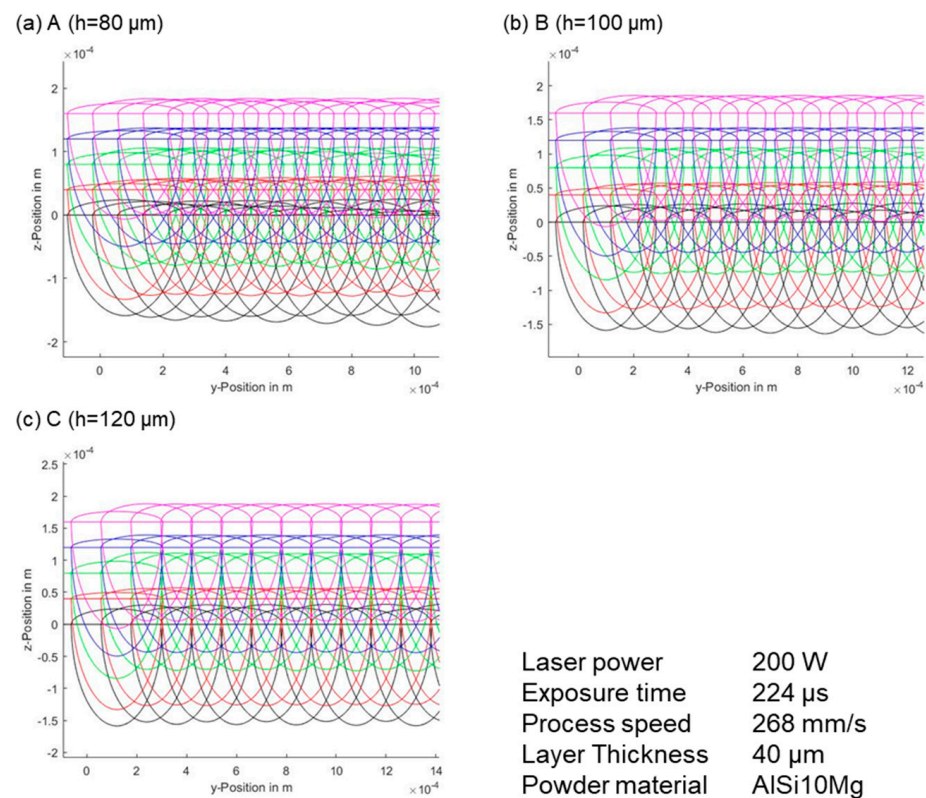 (a) A (h=80 µm)
×10⁻⁴
2
1
0
-1
-2
z-Position in m
0 2 4 6 8 10
y-Position in m
×10⁻⁴
(b) B (h=100 µm)
×10⁻⁴
2
1.5
1
0.5
0
-0.5
-1
-1.5
z-Position in m
0 2 4 6 8 10 12
y-Position in m
×10⁻⁴
(c) C (h=120 µm)
×10⁻⁴
2.5
2
1.5
1
0.5
0
-0.5
-1
-1.5
-2
z-Position in m
0 2 4 6 8 10 12 14
y-Position in m
×10⁻⁴
Laser power 200 W
Exposure time 224 µs
Process speed 268 mm/s
Layer Thickness 40 µm
Powder material AlSi10Mg